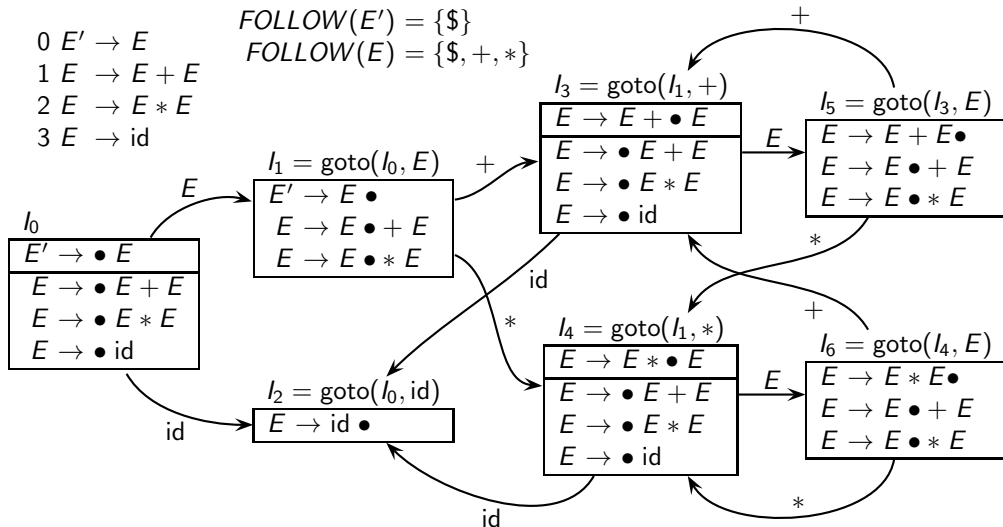 0 E′ → E
1 E → E + E
2 E → E ∗ E
3 E → id
FOLLOW(E′) = {$}
FOLLOW(E) = {$, +, ∗}
I0
E′ → • E
E → • E + E
E → • E ∗ E
E → • id
E
id
I1 = goto(I0, E)
E′ → E •
E → E • + E
E → E • ∗ E
+
∗
I2 = goto(I0, id)
E → id •
I3 = goto(I1, +)
E → E + • E
E → • E + E
E → • E ∗ E
E → • id
E
id
I4 = goto(I1, ∗)
E → E ∗ • E
E → • E + E
E → • E ∗ E
E → • id
E
id
+
I5 = goto(I3, E)
E → E + E•
E → E • + E
E → E • ∗ E
∗
+
I6 = goto(I4, E)
E → E ∗ E•
E → E • + E
E → E • ∗ E
∗